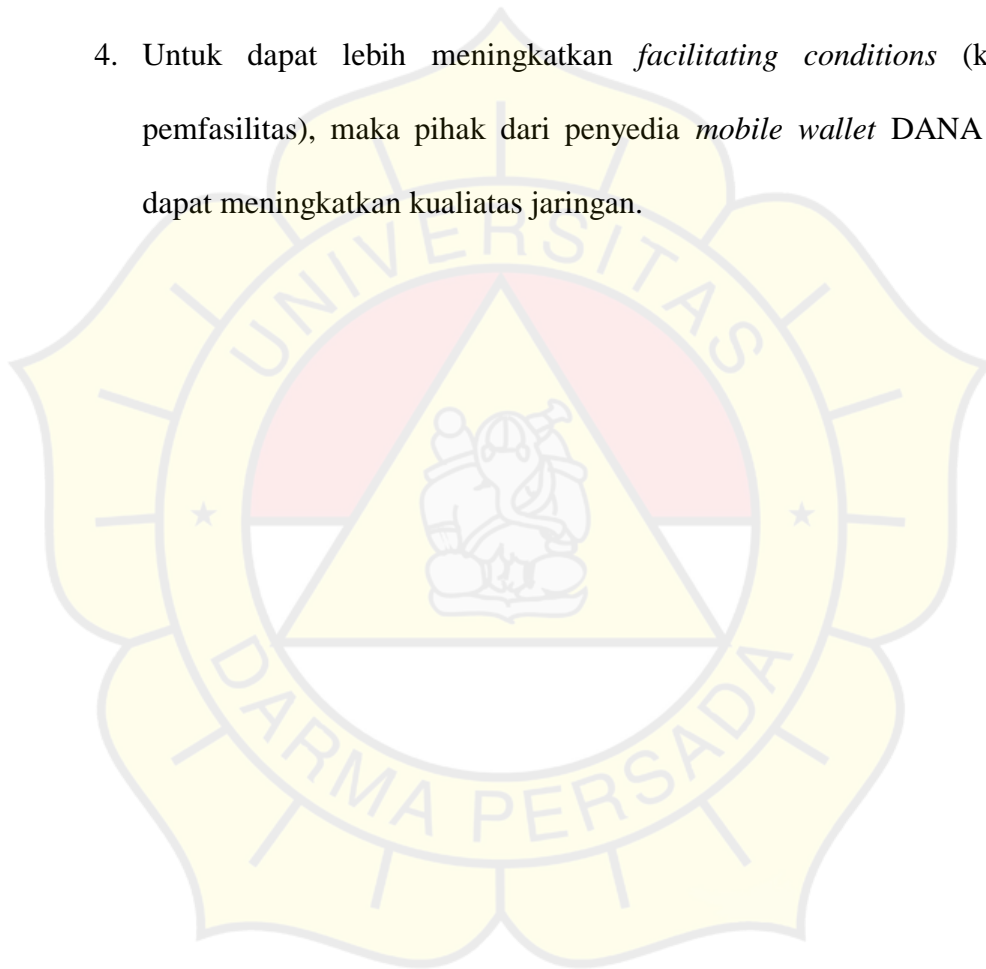 4. Untuk dapat lebih meningkatkan facilitating conditions (k
pemfasilitas), maka pihak dari penyedia mobile wallet DANA
dapat meningkatkan kualiatas jaringan.
UNIVERSITAS
DARMA PERSADA